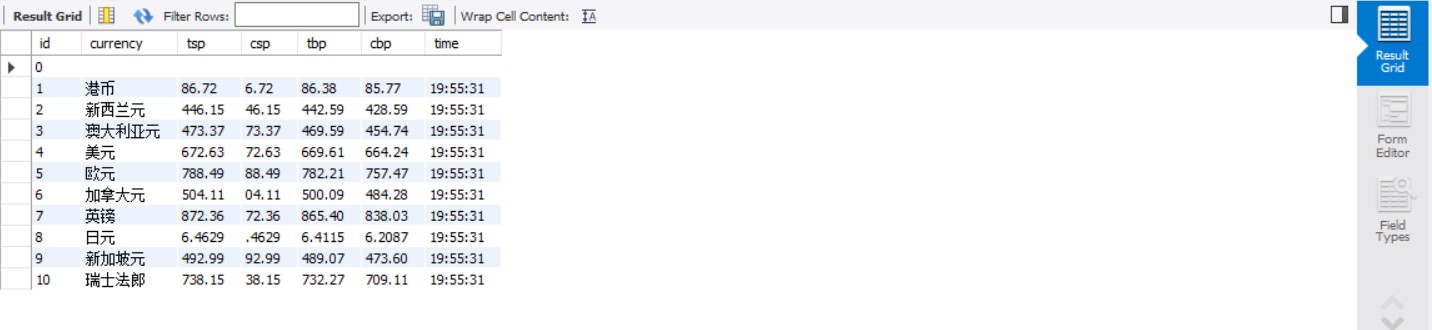 Result Grid Filter Rows: Export: Wrap Cell Content: IA
id currency tsp csp tbp cbp time
0
1 港币 86.72 6.72 86.38 85.77 19:55:31
2 新西兰元 446.15 46.15 442.59 428.59 19:55:31
3 澳大利亚元 473.37 73.37 469.59 454.74 19:55:31
4 美元 672.63 72.63 669.61 664.24 19:55:31
5 欧元 788.49 88.49 782.21 757.47 19:55:31
6 加拿大元 504.11 04.11 500.09 484.28 19:55:31
7 英镑 872.36 72.36 865.40 838.03 19:55:31
8 日元 6.4629 .4629 6.4115 6.2087 19:55:31
9 新加坡元 492.99 92.99 489.07 473.60 19:55:31
10 瑞士法郎 738.15 38.15 732.27 709.11 19:55:31
Result
Grid
Form
Editor
Field
Types